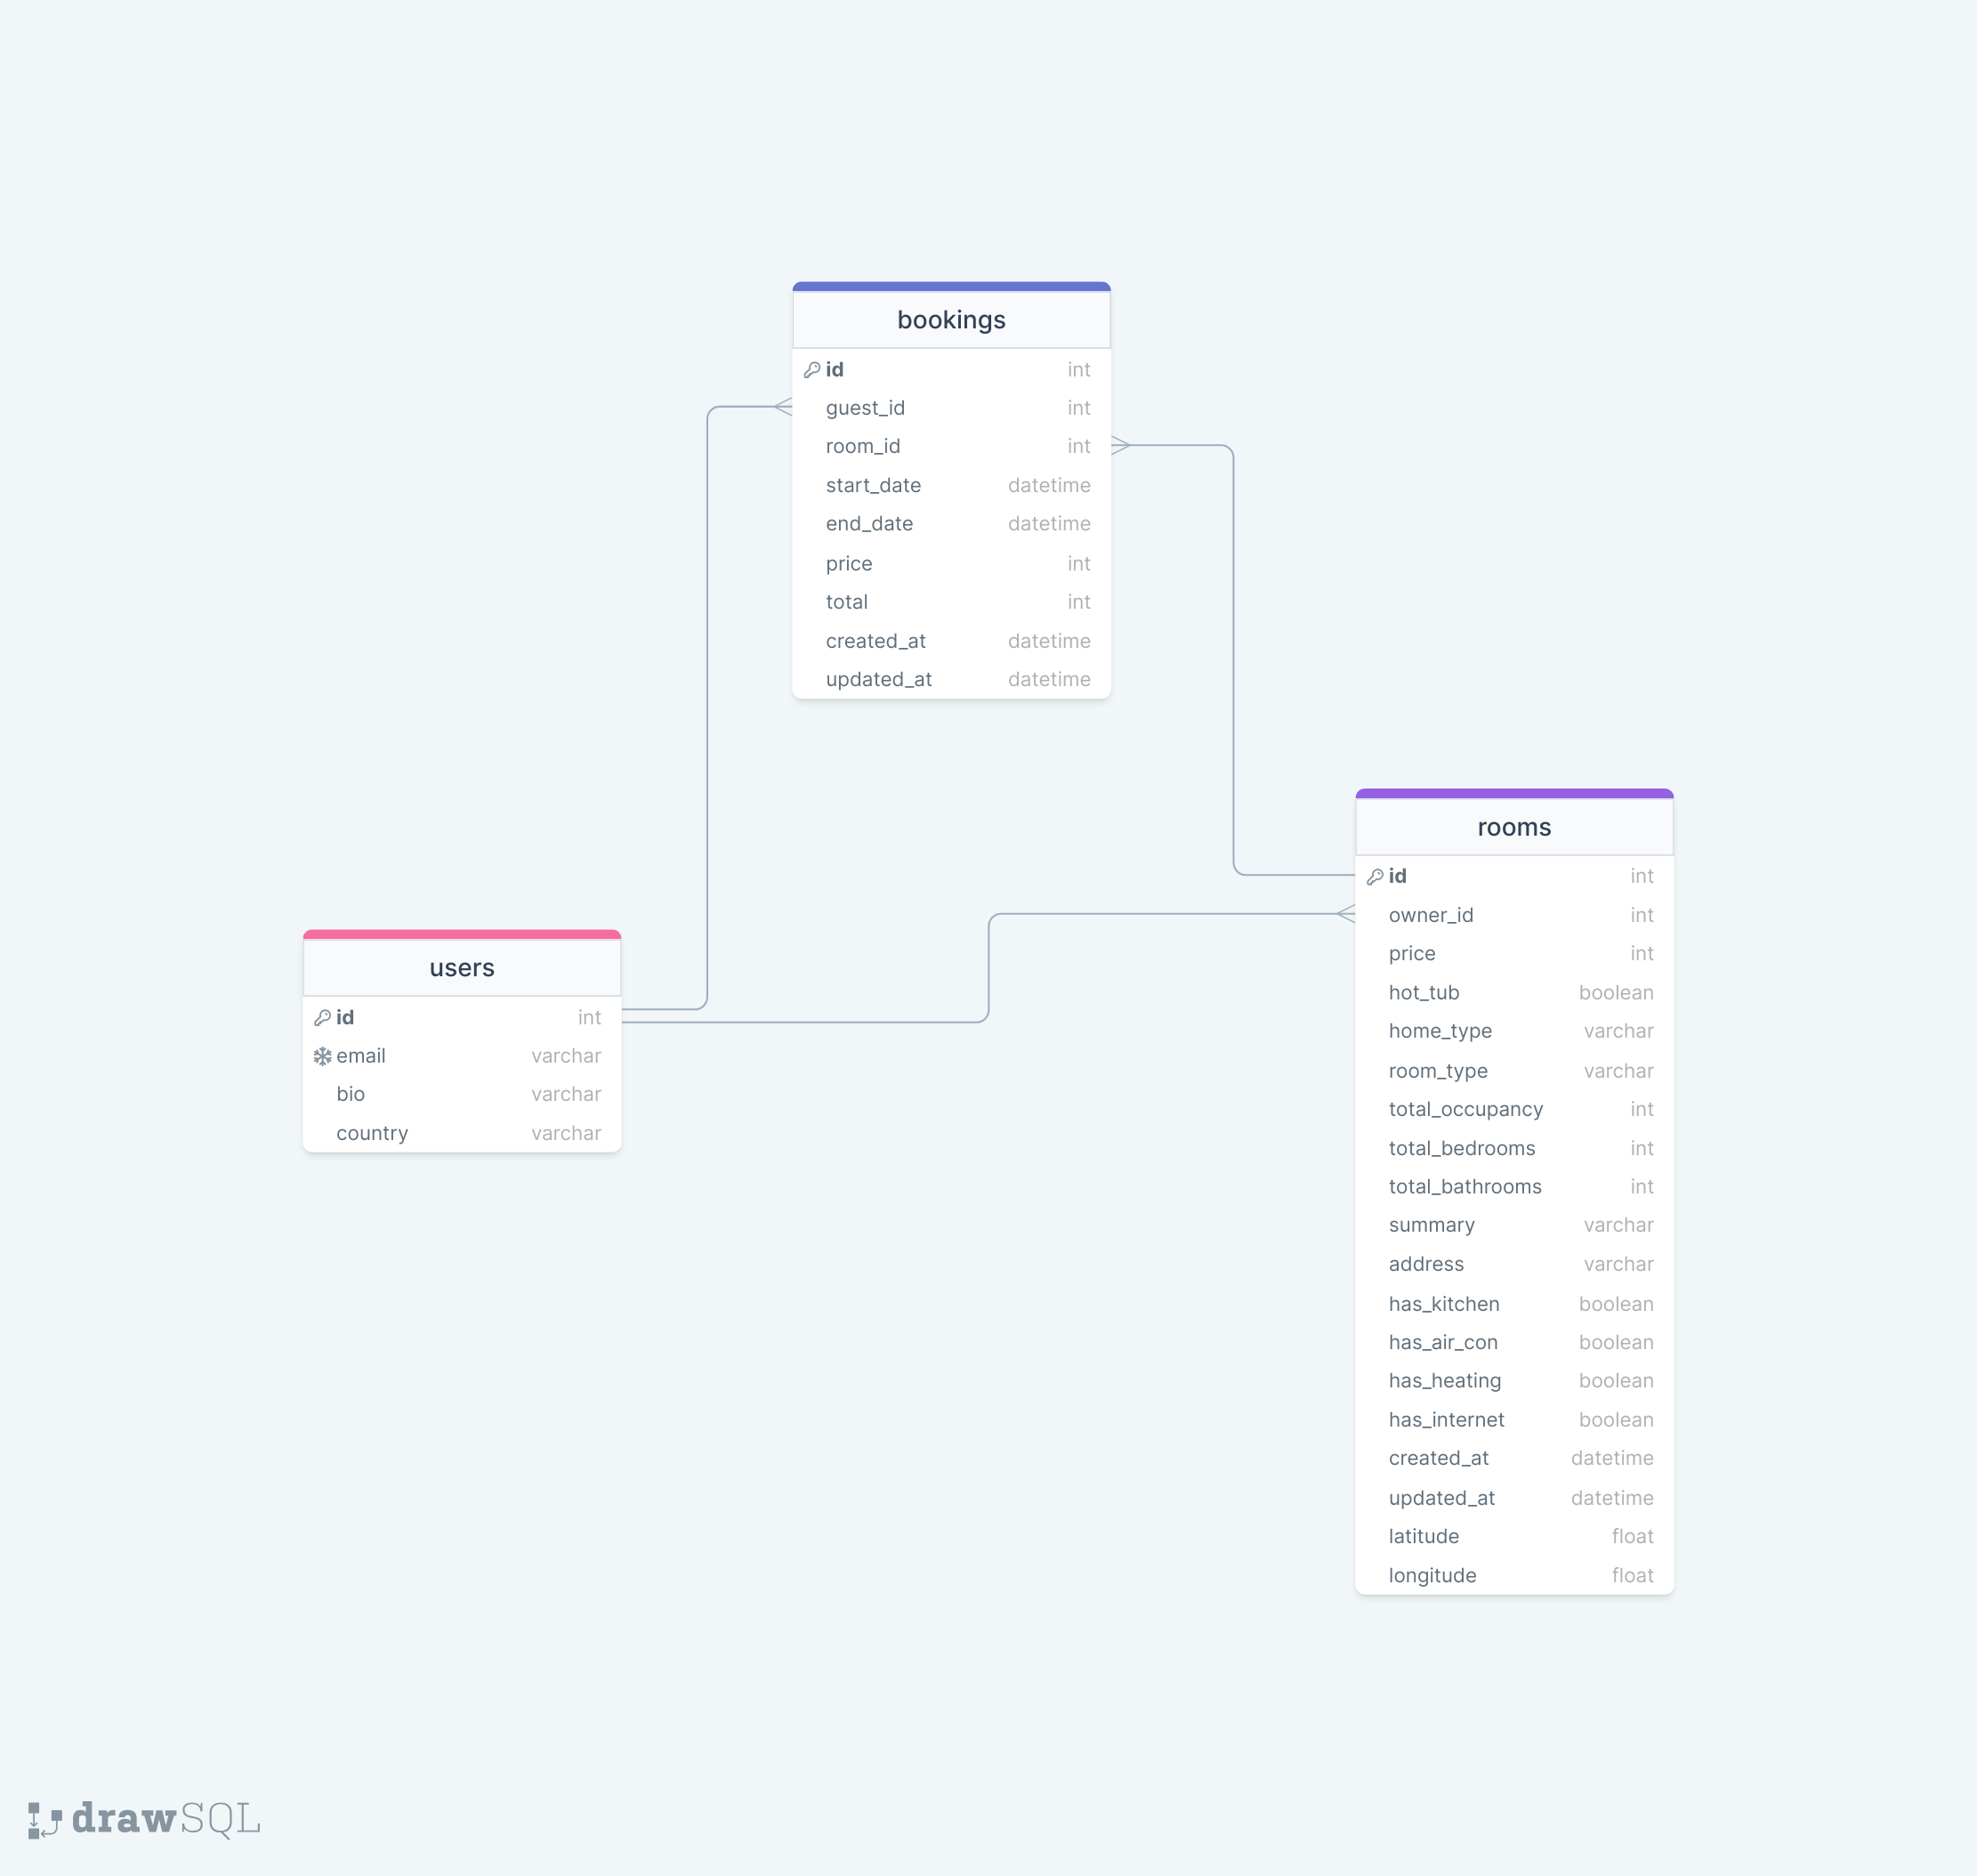 bookings
id int
guest_id int
room_id int
start_date datetime
end_date datetime
price int
total int
created_at datetime
updated_at datetime
rooms
id int
owner_id int
price int
hot_tub boolean
home_type varchar
room_type varchar
total_occupancy int
total_bedrooms int
total_bathrooms int
summary varchar
address varchar
has_kitchen boolean
has_air_con boolean
has_heating boolean
has_internet boolean
created_at datetime
updated_at datetime
latitude float
longitude float
users
id int
email varchar
bio varchar
country varchar
drawSQL